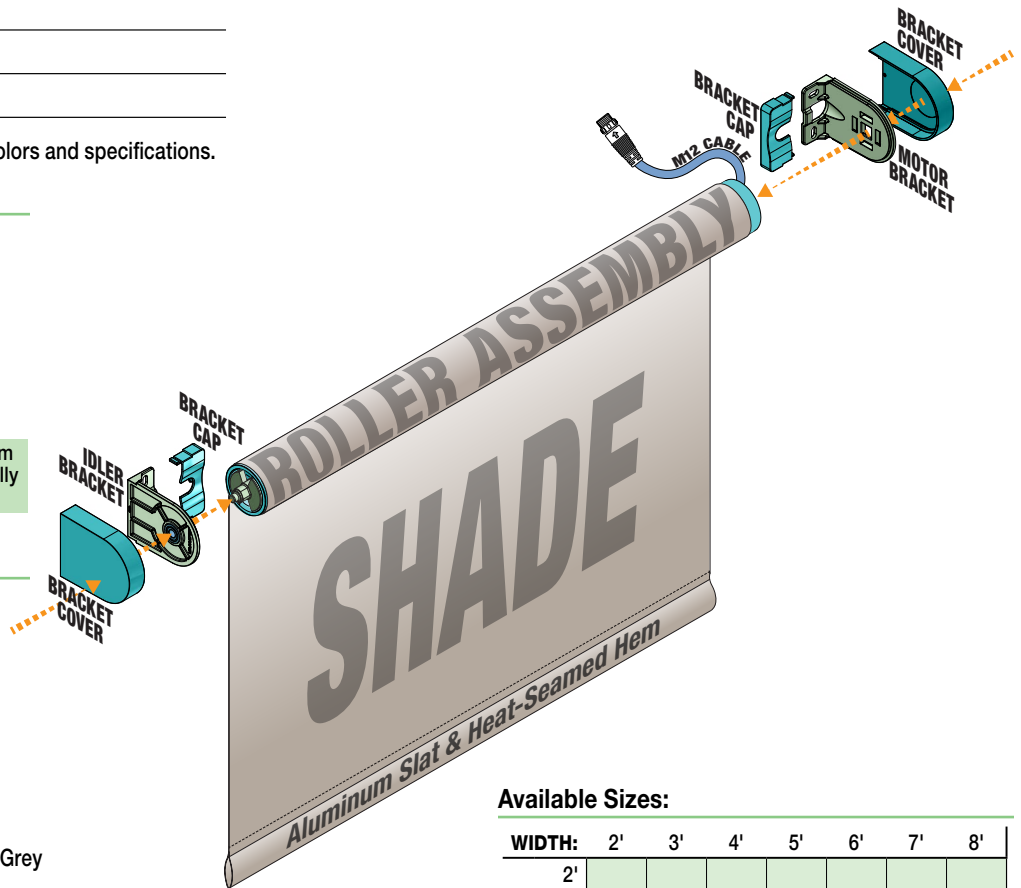 olors and specifications.
BRACKET
COVER
BRACKET
CAP
M12 CABLE
MOTOR
BRACKET
ROLLER ASSEMBLY
BRACKET
CAP
IDLER
BRACKET
m
lly
BRACKET
COVER
SHADE
Aluminum Slat & Heat-Seamed Hem
Grey
Available Sizes:
WIDTH: 2' 3' 4' 5' 6' 7' 8'
2'